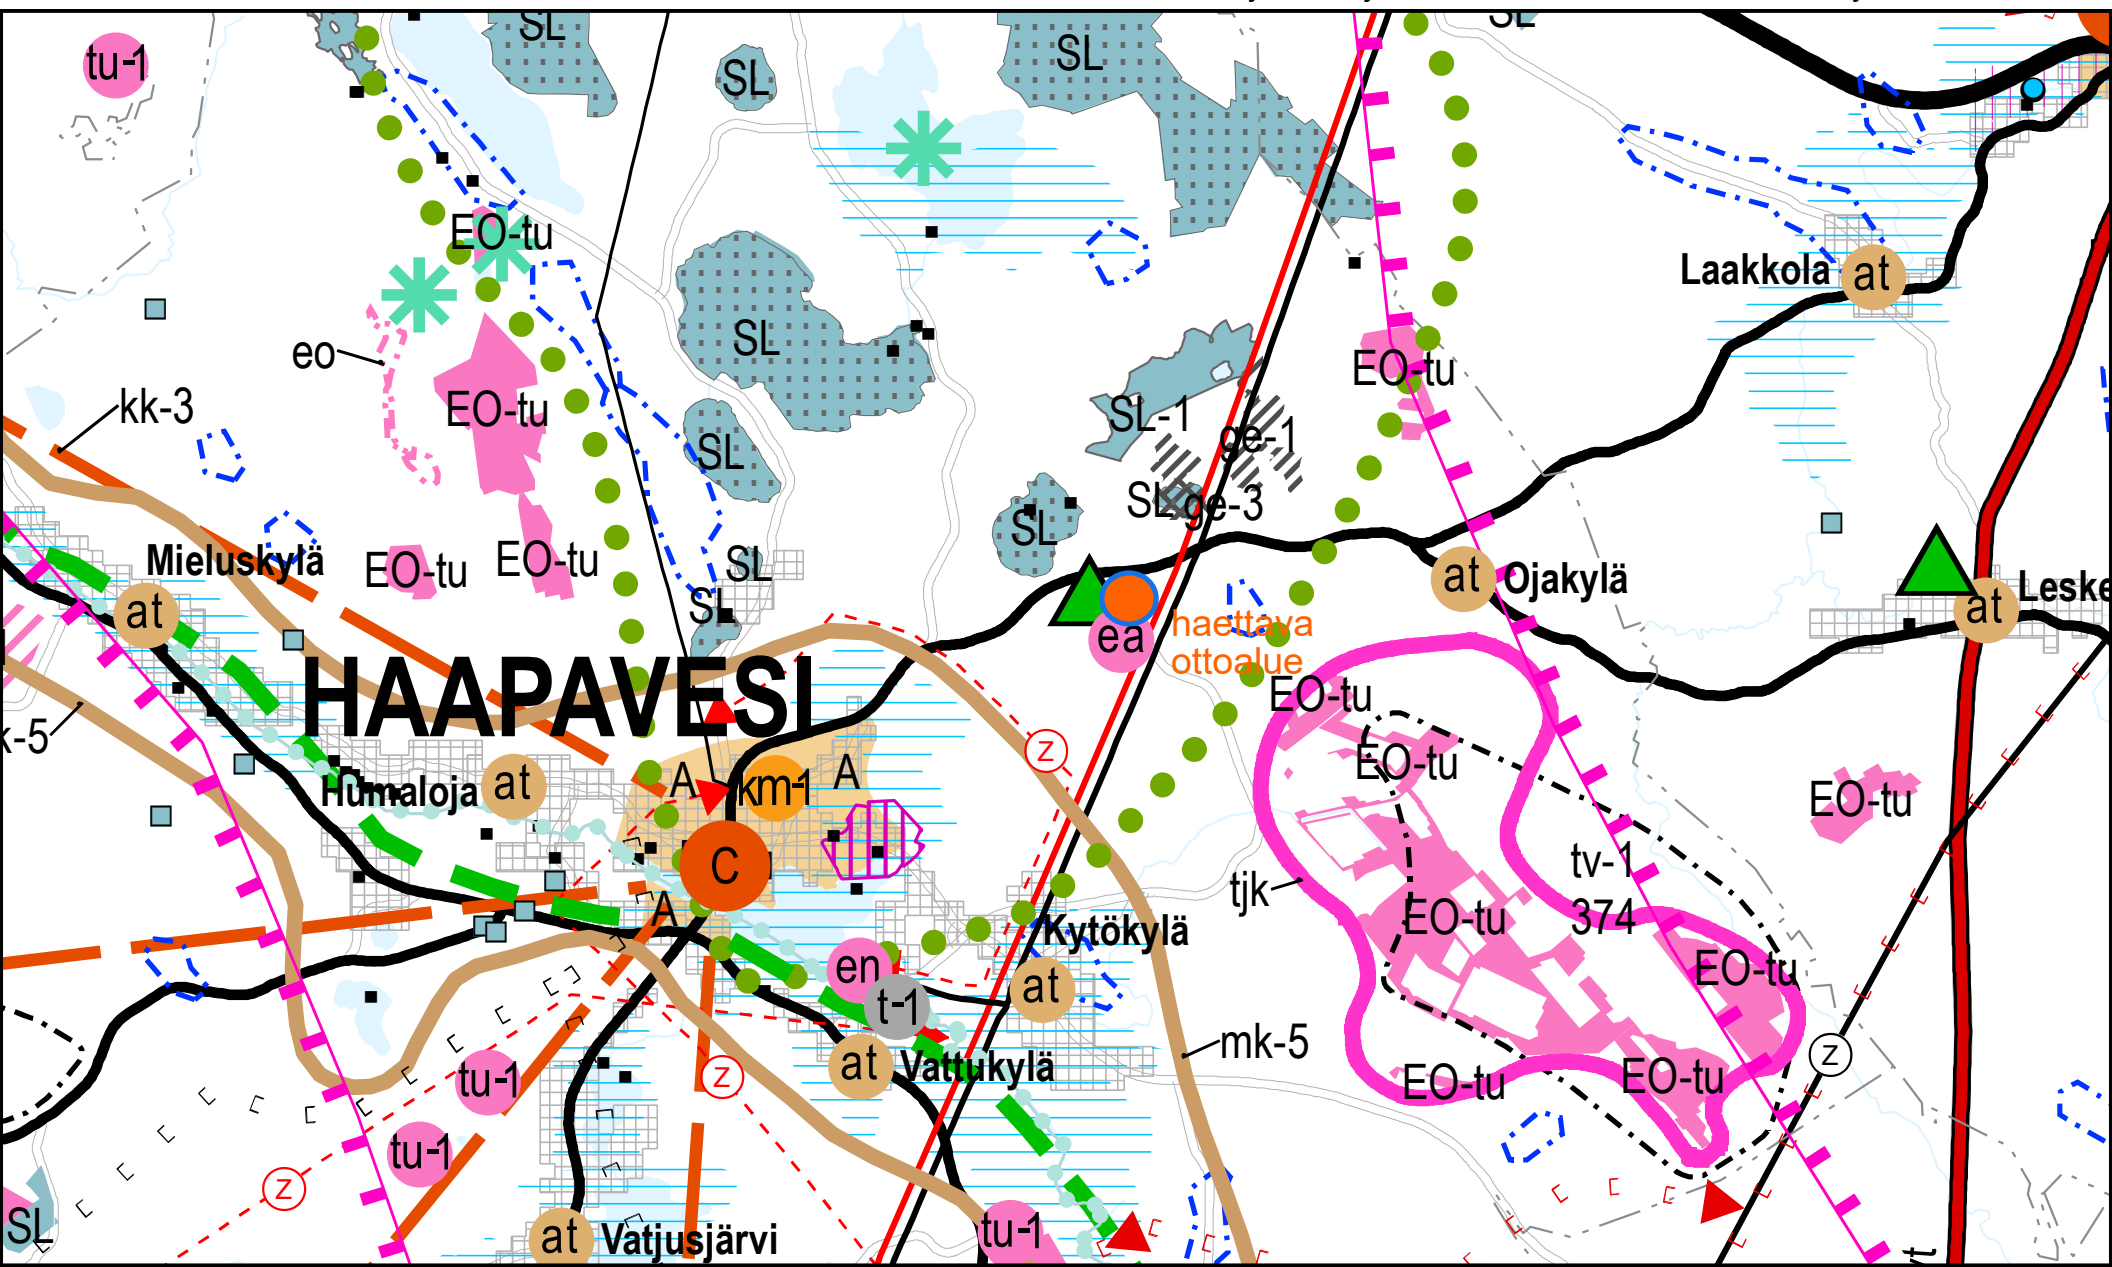 SL
SL
tu-1
SL
SL
EO-tu
Laakkola
at
SL
eo
EO-tu
kk-3
EO-tu
SL-1
ge-1
SL
SL
ge-3
SL
Mieluskylä
EO-tu
EO-tu
SL
at
Ojakylä
at
SL
at
Leske
ea
haettava
ottoalue
HAAPAVESI
EO-tu
k-5
Z
EO-tu
Humaloja
at
A
km-1
A
EO-tu
C
tv-1
374
tjk
A
EO-tu
Kytökylä
en
EO-tu
at
t-1
mk-5
Z
at
Vattukylä
tu-1
Z
EO-tu
EO-tu
tu-1
Z
SL
at
Vatjusjärvi
tu-1